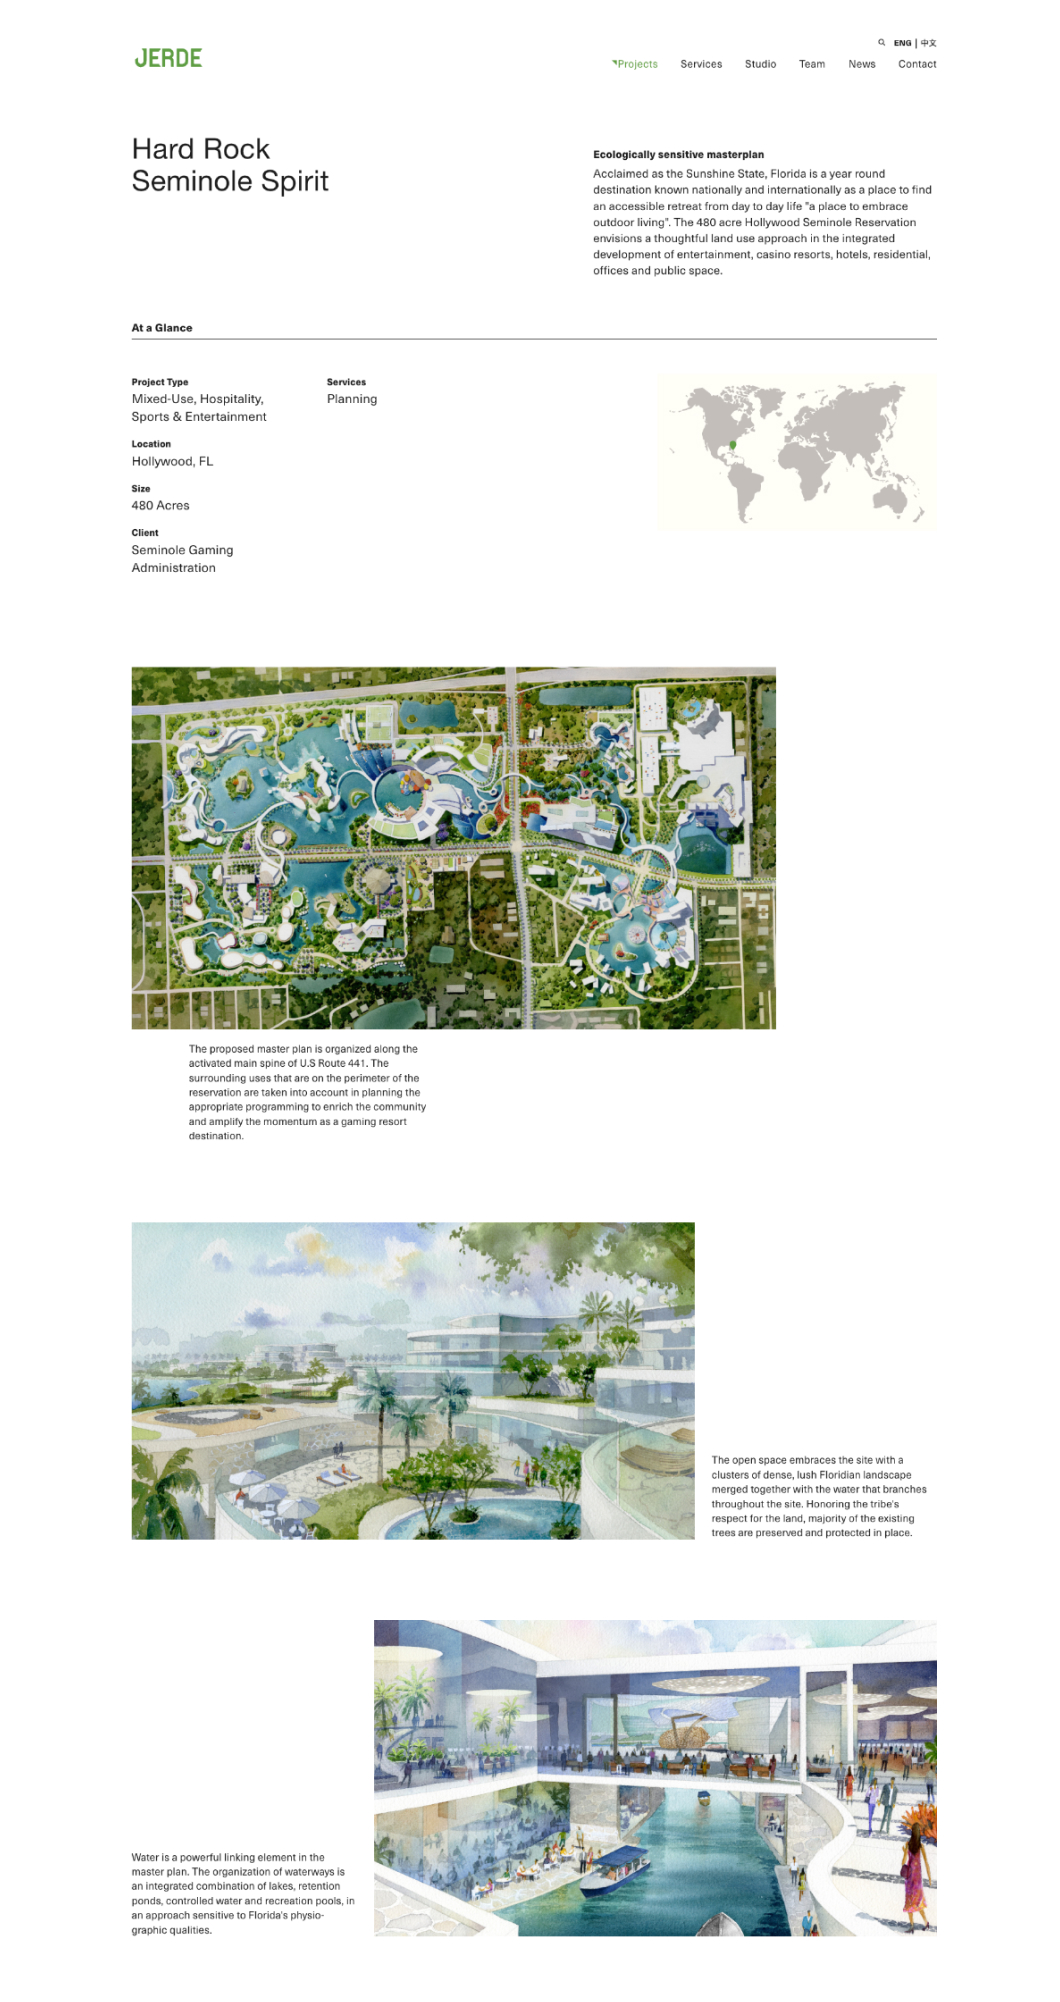 JERDE
ENG | 中文
Projects Services Studio Team News Contact
Hard Rock
Seminole Spirit
Ecologically sensitive masterplan
Acclaimed as the Sunshine State, Florida is a year round
destination known nationally and internationally as a place to find
an accessible retreat from day to day life "a place to embrace
outdoor living". The 480 acre Hollywood Seminole Reservation
envisions a thoughtful land use approach in the integrated
development of entertainment, casino resorts, hotels, residential,
offices and public space.
At a Glance
Project Type
Mixed-Use, Hospitality,
Sports & Entertainment
Location
Hollywood, FL
Size
480 Acres
Client
Seminole Gaming
Administration
Services
Planning
The proposed master plan is organized along the
activated main spine of U.S Route 441. The
surrounding uses that are on the perimeter of the
reservation are taken into account in planning the
appropriate programming to enrich the community
and amplify the momentum as a gaming resort
destination.
The open space embraces the site with a
clusters of dense, lush Floridian landscape
merged together with the water that branches
throughout the site. Honoring the tribe's
respect for the land, majority of the existing
trees are preserved and protected in place.
Water is a powerful linking element in the
master plan. The organization of waterways is
an integrated combination of lakes, retention
ponds, controlled water and recreation pools, in
an approach sensitive to Florida's physio-
graphic qualities.